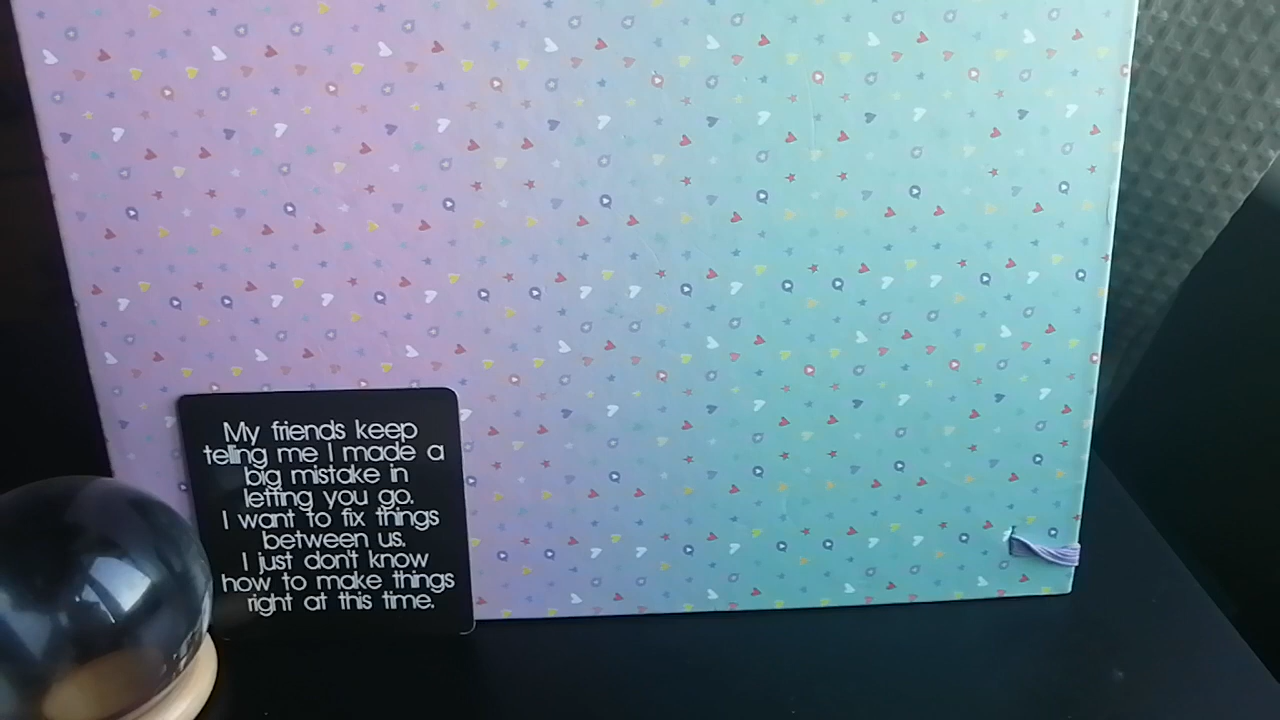 My friends keep
telling me I made a
big mistake in
letting you go.
I want to fix things
between us.
I just don't know
how to make things
right at this time.